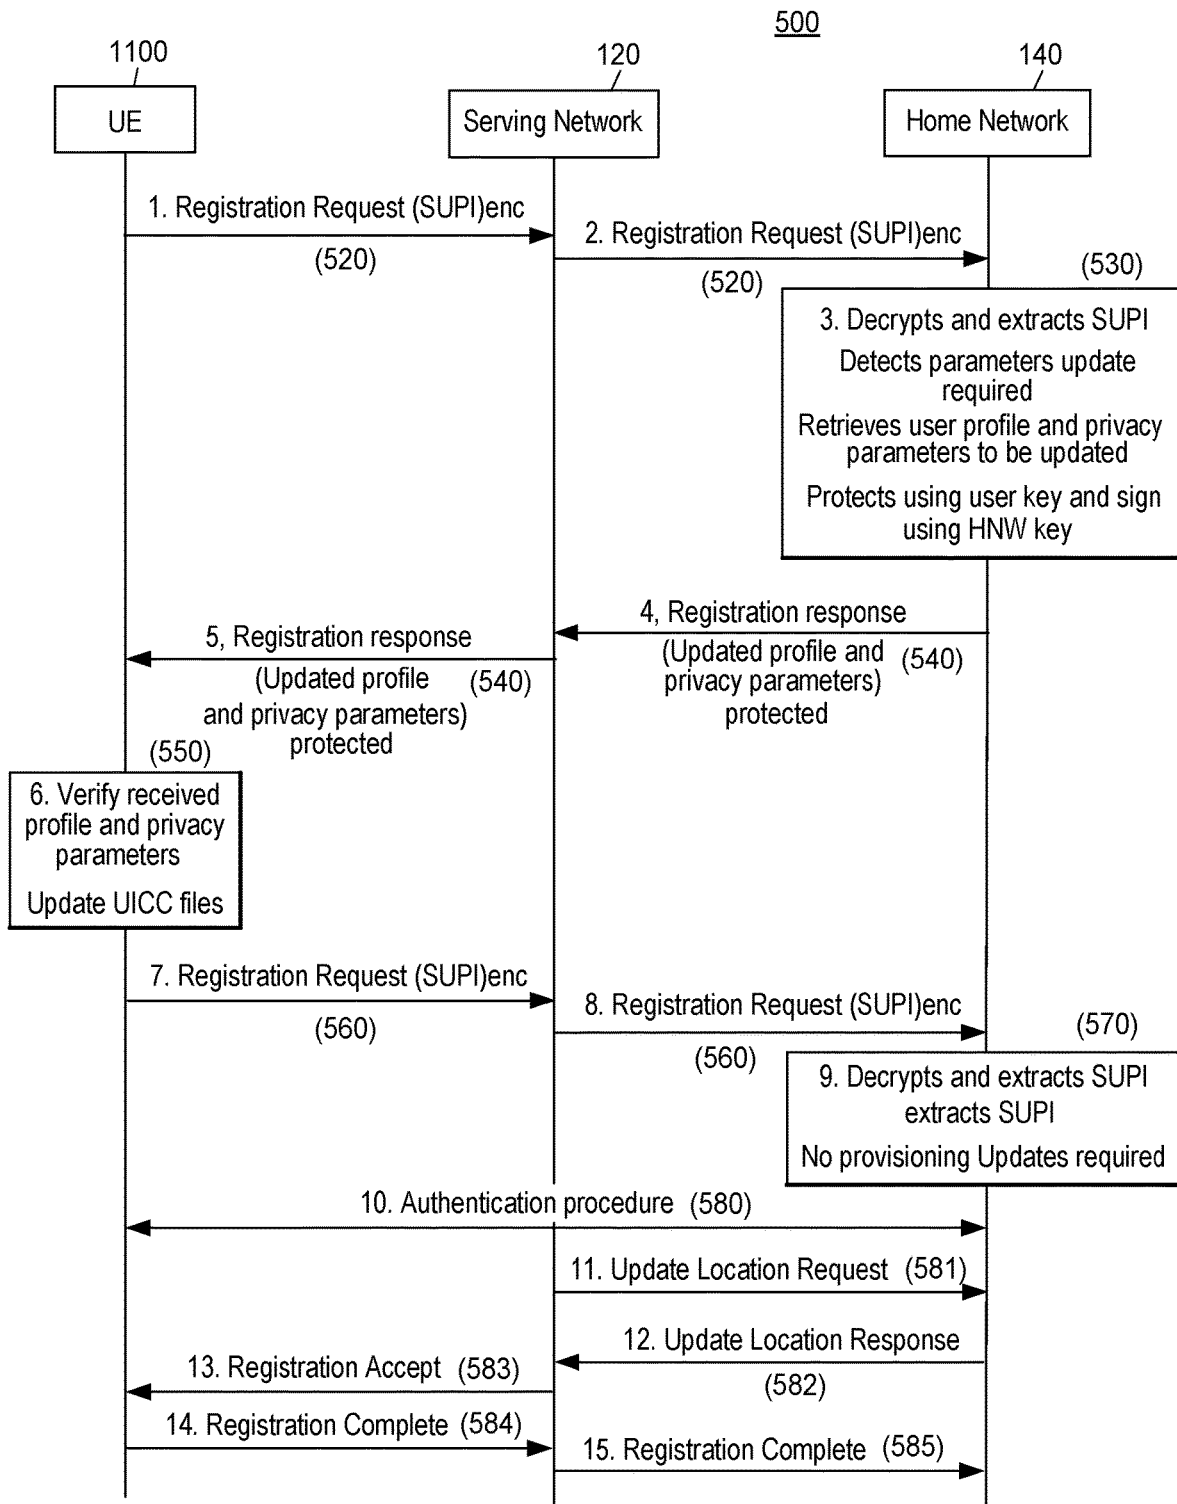 500
1100
120
140
UE
Serving Network
Home Network
1. Registration Request (SUPI)enc
(520)
2. Registration Request (SUPI)enc
(520)
(530)
3. Decrypts and extracts SUPI
Detects parameters update
required
Retrieves user profile and privacy
parameters to be updated
Protects using user key and sign
using HNW key
4, Registration response
(Updated profile and
privacy parameters)
protected
(540)
5, Registration response
(Updated profile
and privacy parameters)
protected
(540)
(550)
6. Verify received
profile and privacy
parameters
Update UICC files
7. Registration Request (SUPI)enc
(560)
8. Registration Request (SUPI)enc
(560)
(570)
9. Decrypts and extracts SUPI
extracts SUPI
No provisioning Updates required
10. Authentication procedure (580)
11. Update Location Request (581)
12. Update Location Response
(582)
13. Registration Accept (583)
14. Registration Complete (584)
15. Registration Complete (585)